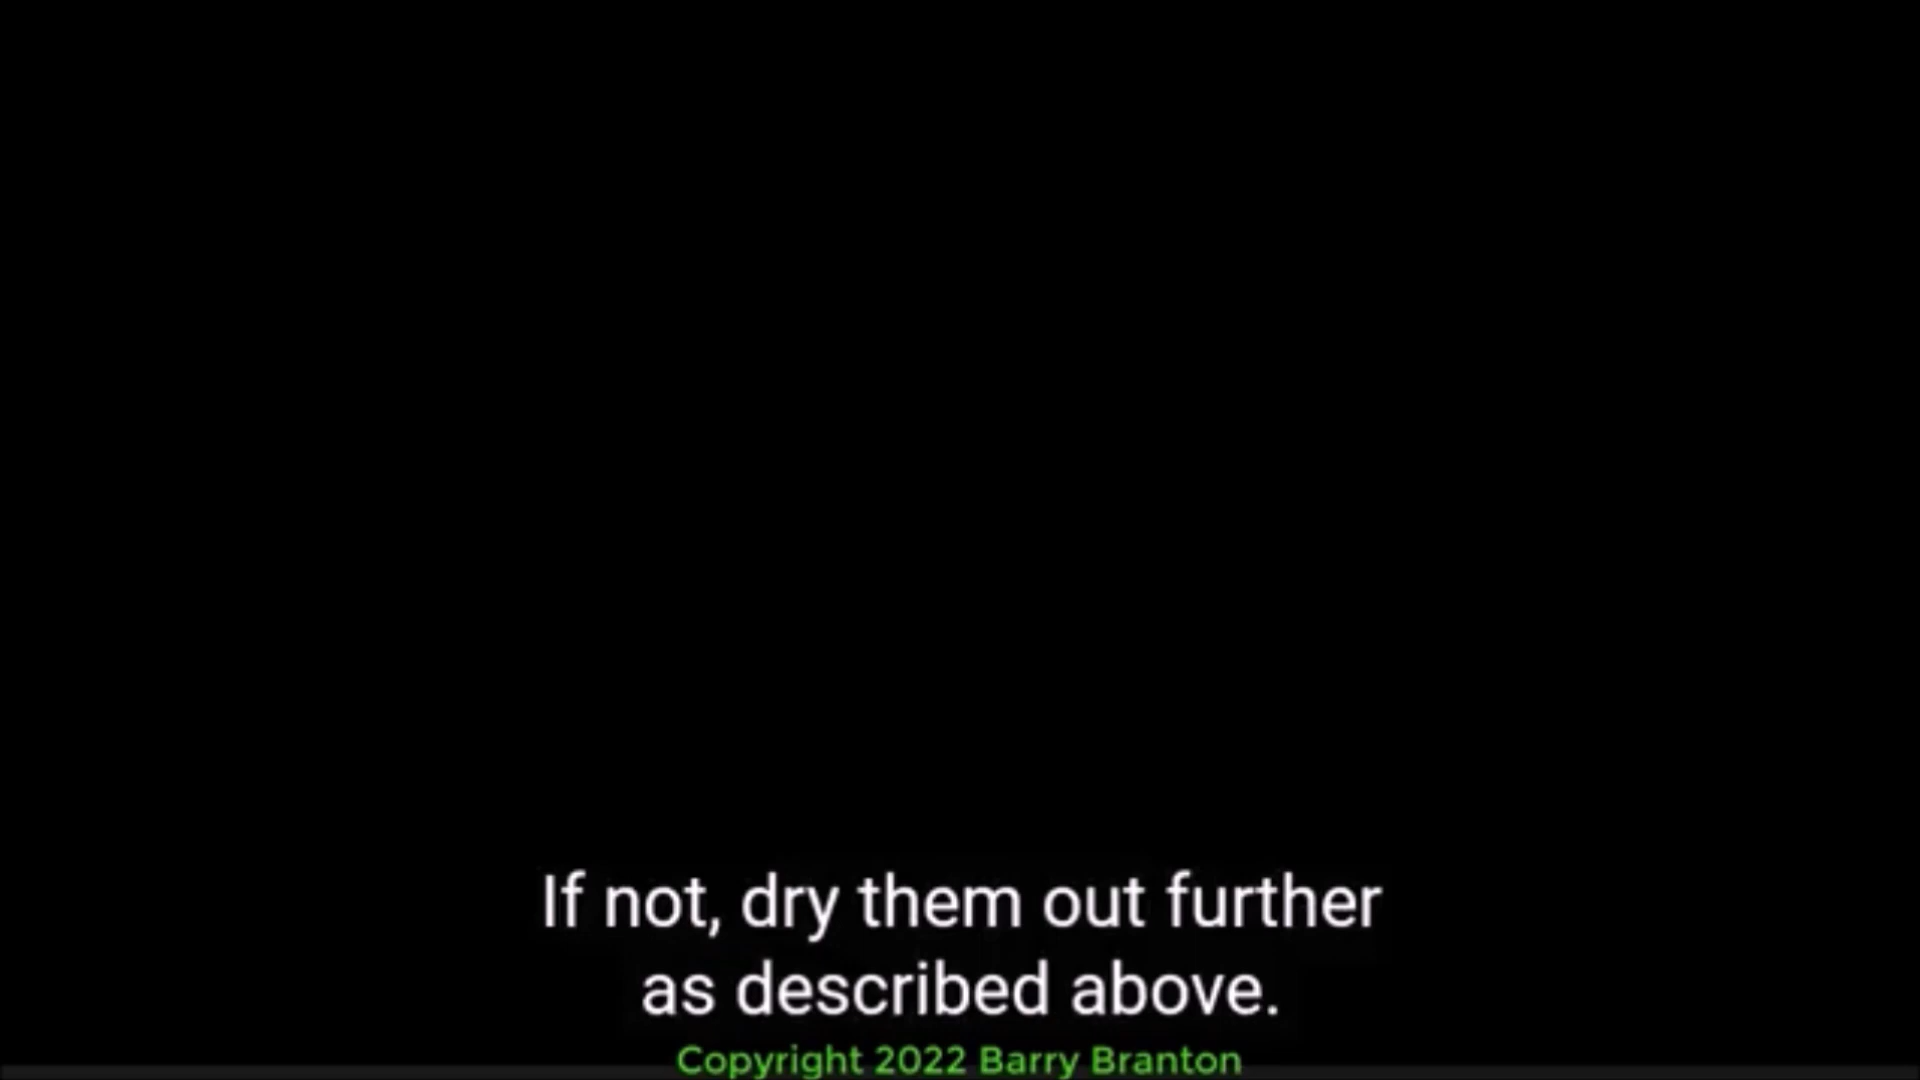 If not, dry them out further
as described above.
Copyright 2022 Barry Branton